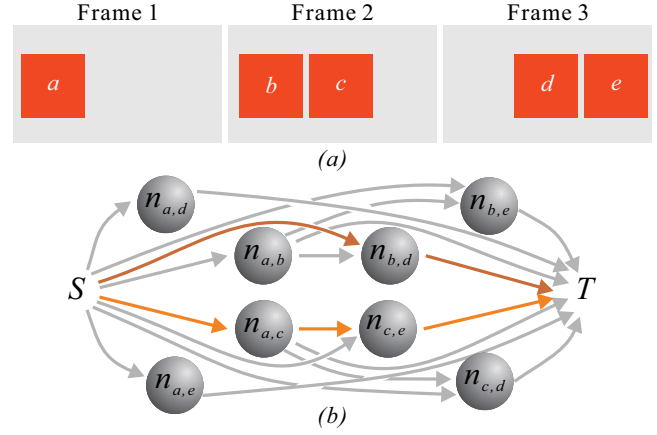 Frame 1 Frame 2 Frame 3
a b c d e
(a)
n_{a,d} n_{b,e}
n_{a,b} n_{b,d}
S T
n_{a,c} n_{c,e}
n_{a,e} n_{c,d}
(b)